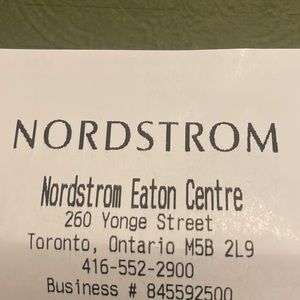 NORDSTROM
Nordstrom Eaton Centre
260 Yonge Street
Toronto, Ontario M5B 2L9
416-552-2900
Business # 845592500